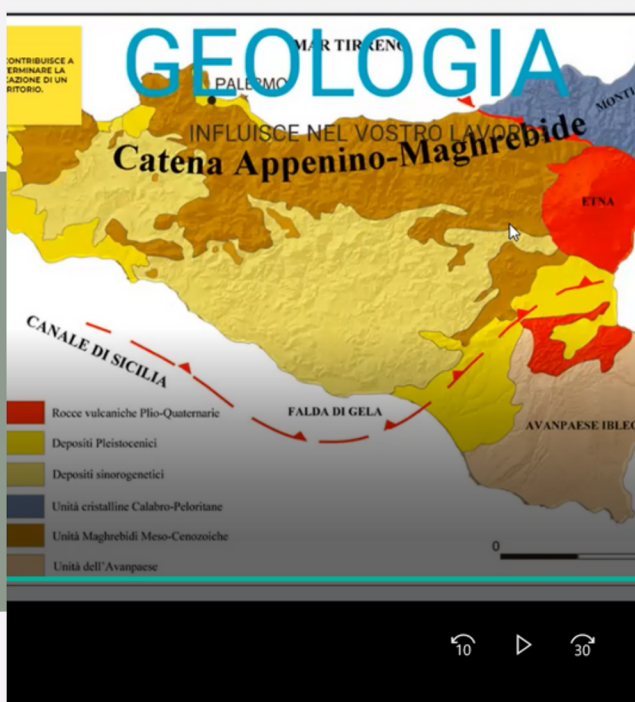 GEOLOGIA
MAR TIRRENO
CONTRIBUISCE A
TERMINARE LA
CAZIONE DI UN
RITORIO.
PALERMO
INFLUISCE NEL VOSTRO LAVORO
MONTI
Catena Appenino-Maghrebide
ETNA
CANALE DI SICILIA
FALDA DI GELA
AVANPAESE IBLEO
Rocce vulcaniche Plio-Quaternarie
Depositi Pleistocenici
Depositi sinorogenetici
Unità cristalline Calabro-Peloritane
Unità Maghrebidi Meso-Cenozoiche
Unità dell'Avanpaese
0
10
30